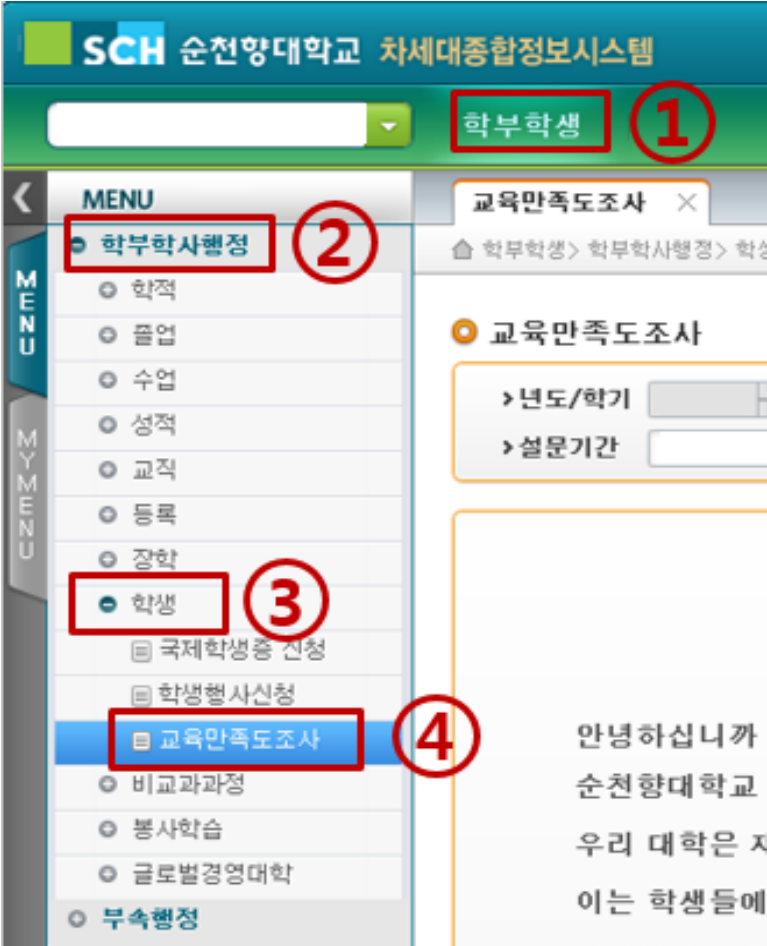 SCH 순천향대학교 차세대종합정보시스템
학부학생 ①
MENU
학부학사행정 ②
학적
졸업
수업
성적
교직
등록
장학
학생 ③
국제학생증 신청
학생행사신청
교육만족도조사 ④
비교과과정
봉사학습
글로벌경영대학
부속행정
MENU
MYMENU
교육만족도조사
학부학생> 학부학사행정>
교육만족도조사
년도/학기
설문기간
안녕하십니까
순천향대학교
우리 대학은
이는 학생들에